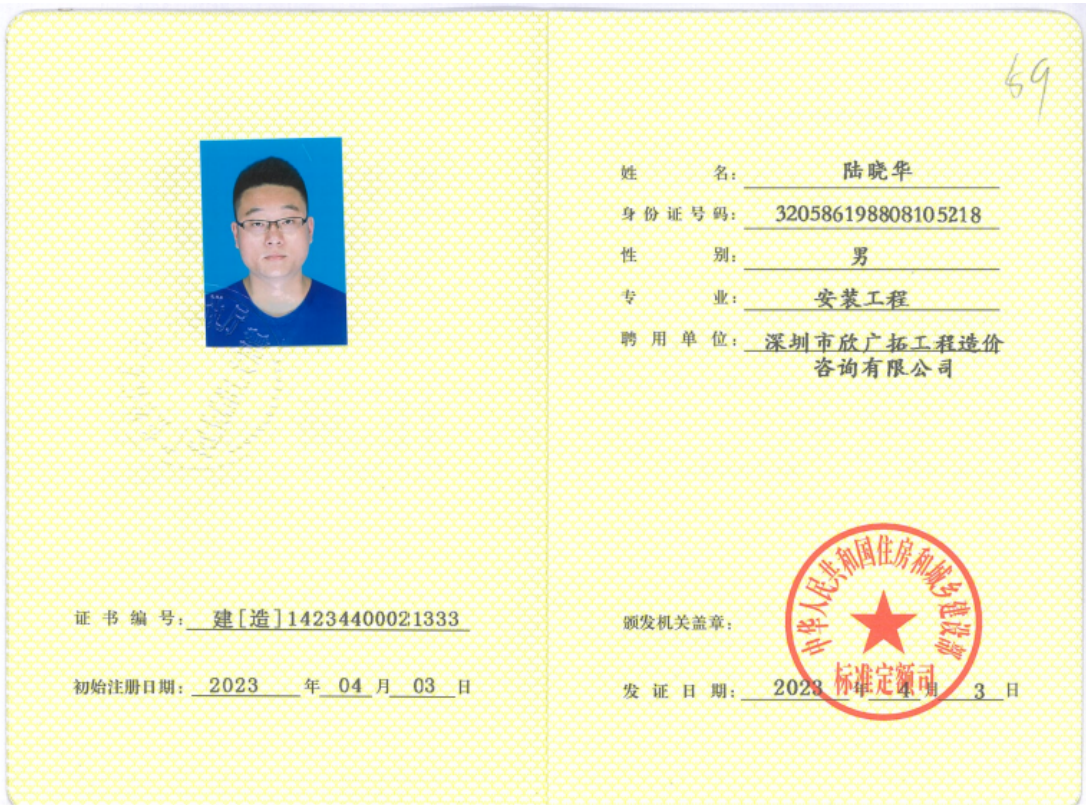 59
姓 名: 陆晓华
身份证号码: 320586198808105218
性 别: 男
专 业: 安装工程
聘用单位: 深圳市欣广拓工程造价
咨询有限公司
证书编号: 建[造]14234400021333
初始注册日期: 2023 年 04 月 03 日
颁发机关盖章:
中华人民共和国住房和城乡建设部
标准定额司
发证日期: 2023 年 4 月 3 日